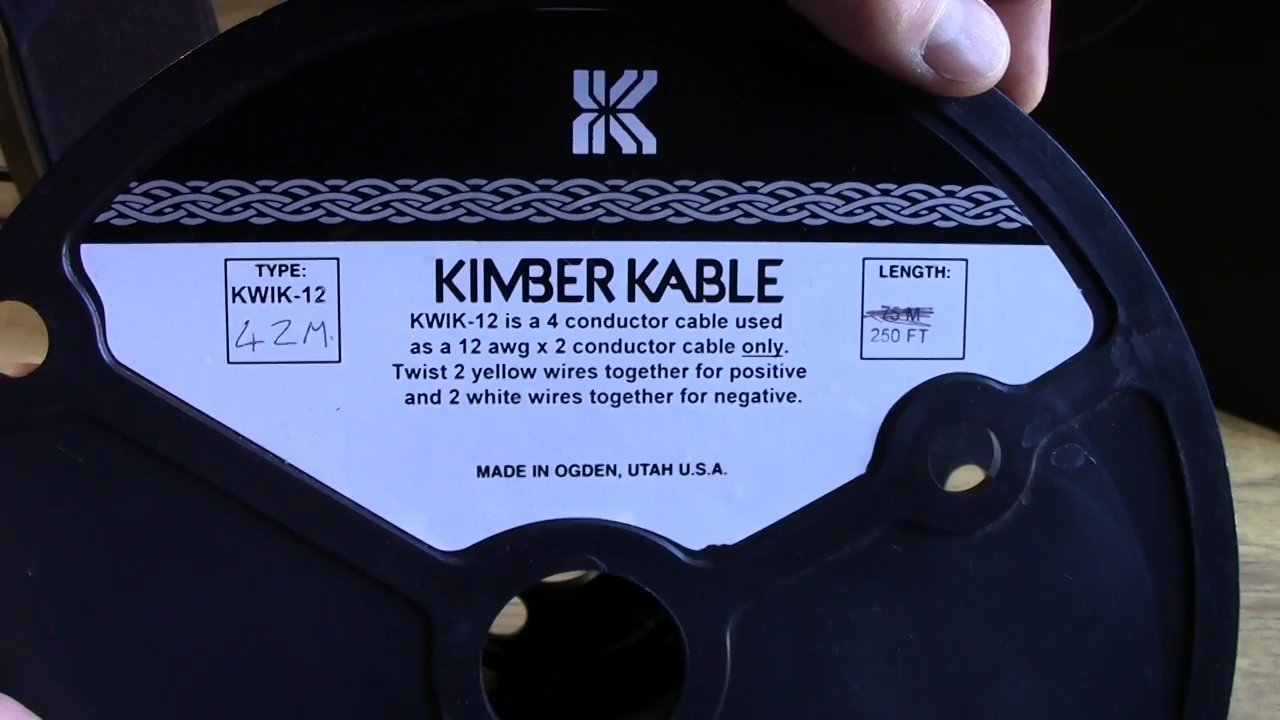 K
KIMBER KABLE
TYPE:
KWIK-12
42M.
LENGTH:
75 M
250 FT
KWIK-12 is a 4 conductor cable used
as a 12 awg x 2 conductor cable only.
Twist 2 yellow wires together for positive
and 2 white wires together for negative.
MADE IN OGDEN, UTAH U.S.A.